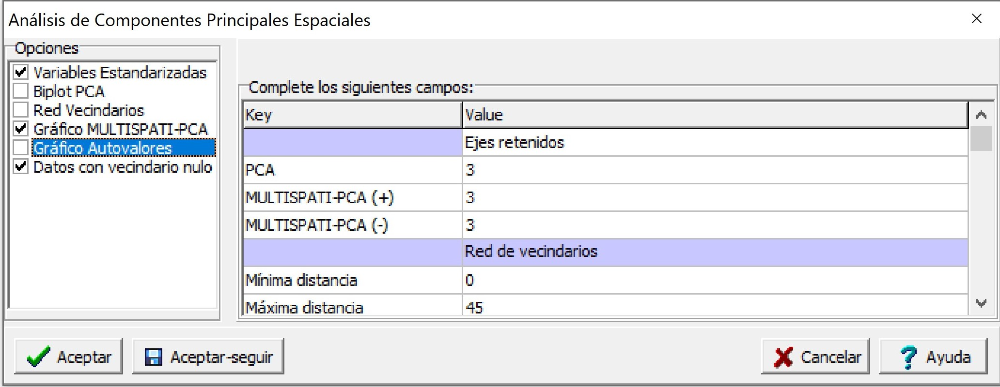 Análisis de Componentes Principales Espaciales
Opciones
Variables Estandarizadas
Biplot PCA
Red Vecindarios
Gráfico MULTISPATI-PCA
Gráfico Autovalores
Datos con vecindario nulo
Complete los siguientes campos:
Key Value
Ejes retenidos
PCA 3
MULTISPATI-PCA (+) 3
MULTISPATI-PCA (-) 3
Red de vecindarios
Mínima distancia 0
Máxima distancia 45
Aceptar Aceptar-seguir Cancelar Ayuda